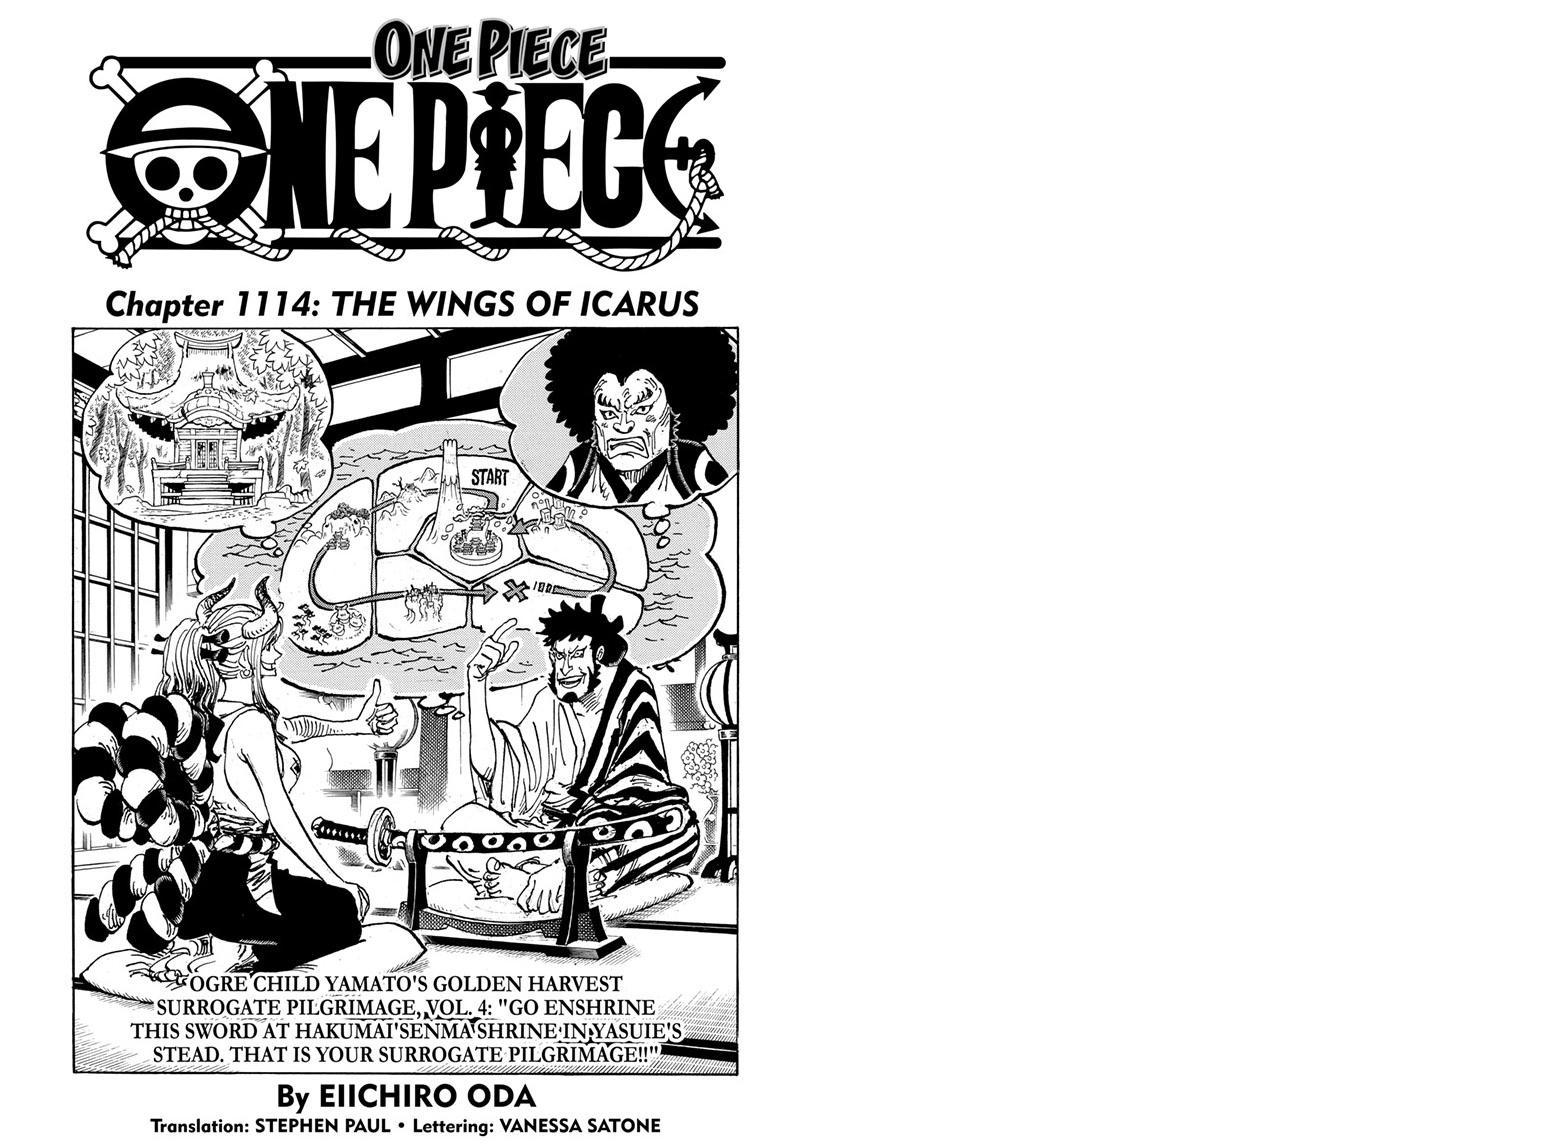 ONE PIECE
ONE PIECE
Chapter 1114: THE WINGS OF ICARUS
START
OGRE CHILD YAMATO'S GOLDEN HARVEST
SURROGATE PILGRIMAGE, VOL. 4: "GO ENSHRINE
THIS SWORD AT HAKUMAI'SENMA SHRINE IN YASUIE'S
STEAD. THAT IS YOUR SURROGATE PILGRIMAGE!!"
By EIICHIRO ODA
Translation: STEPHEN PAUL • Lettering: VANESSA SATONE